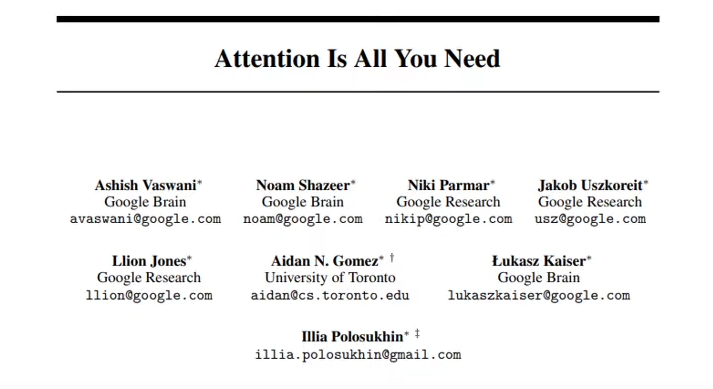 Attention Is All You Need
Ashish Vaswani* Noam Shazeer* Niki Parmar* Jakob Uszkoreit*
Google Brain Google Brain Google Research Google Research
avaswani@google.com noam@google.com nikip@google.com usz@google.com
Llion Jones* Aidan N. Gomez* † Łukasz Kaiser*
Google Research University of Toronto Google Brain
llion@google.com aidan@cs.toronto.edu lukaszkaiser@google.com
Illia Polosukhin* ‡
illia.polosukhin@gmail.com